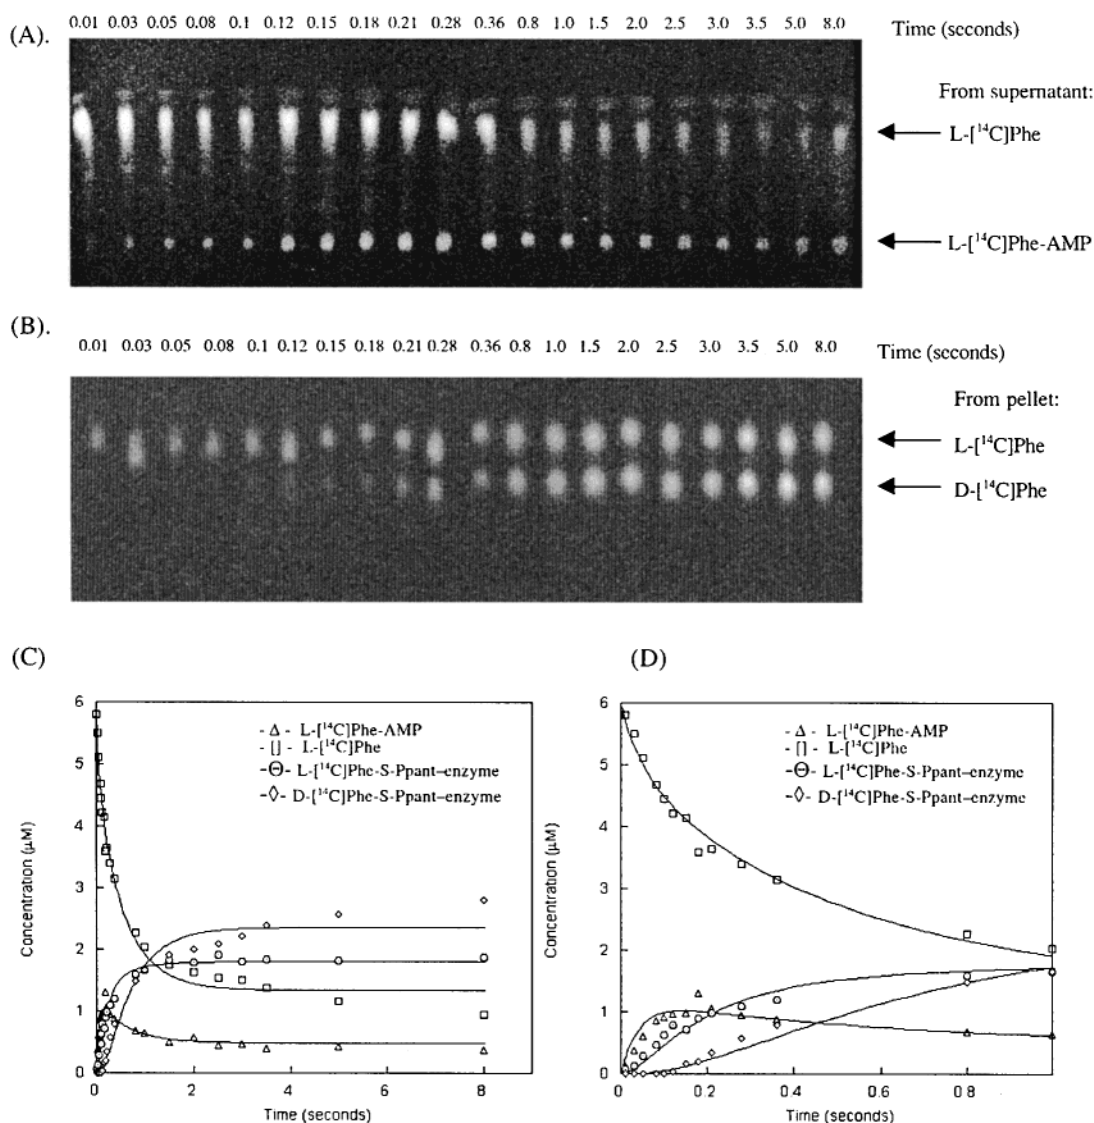 (A).
0.01 0.03 0.05 0.08 0.1 0.12 0.15 0.18 0.21 0.28 0.36 0.8 1.0 1.5 2.0 2.5 3.0 3.5 5.0 8.0 Time (seconds)
From supernatant:
L-[¹⁴C]Phe
L-[¹⁴C]Phe-AMP
(B).
0.01 0.03 0.05 0.08 0.1 0.12 0.15 0.18 0.21 0.28 0.36 0.8 1.0 1.5 2.0 2.5 3.0 3.5 5.0 8.0 Time (seconds)
From pellet:
L-[¹⁴C]Phe
D-[¹⁴C]Phe
(C)
6
5
4
3
2
1
0
Concentration (µM)
- Δ - L-[¹⁴C]Phe-AMP
- [] - L-[¹⁴C]Phe
-O- L-[¹⁴C]Phe-S-Ppant–enzyme
-◇- D-[¹⁴C]Phe-S-Ppant–enzyme
0 2 4 6 8
Time (seconds)
(D)
6
5
4
3
2
1
0
Concentration (µM)
- Δ - L-[¹⁴C]Phe-AMP
- [] - L-[¹⁴C]Phe
-O- L-[¹⁴C]Phe-S-Ppant–enzyme
-◇- D-[¹⁴C]Phe-S-Ppant–enzyme
0 0.2 0.4 0.6 0.8
Time (seconds)